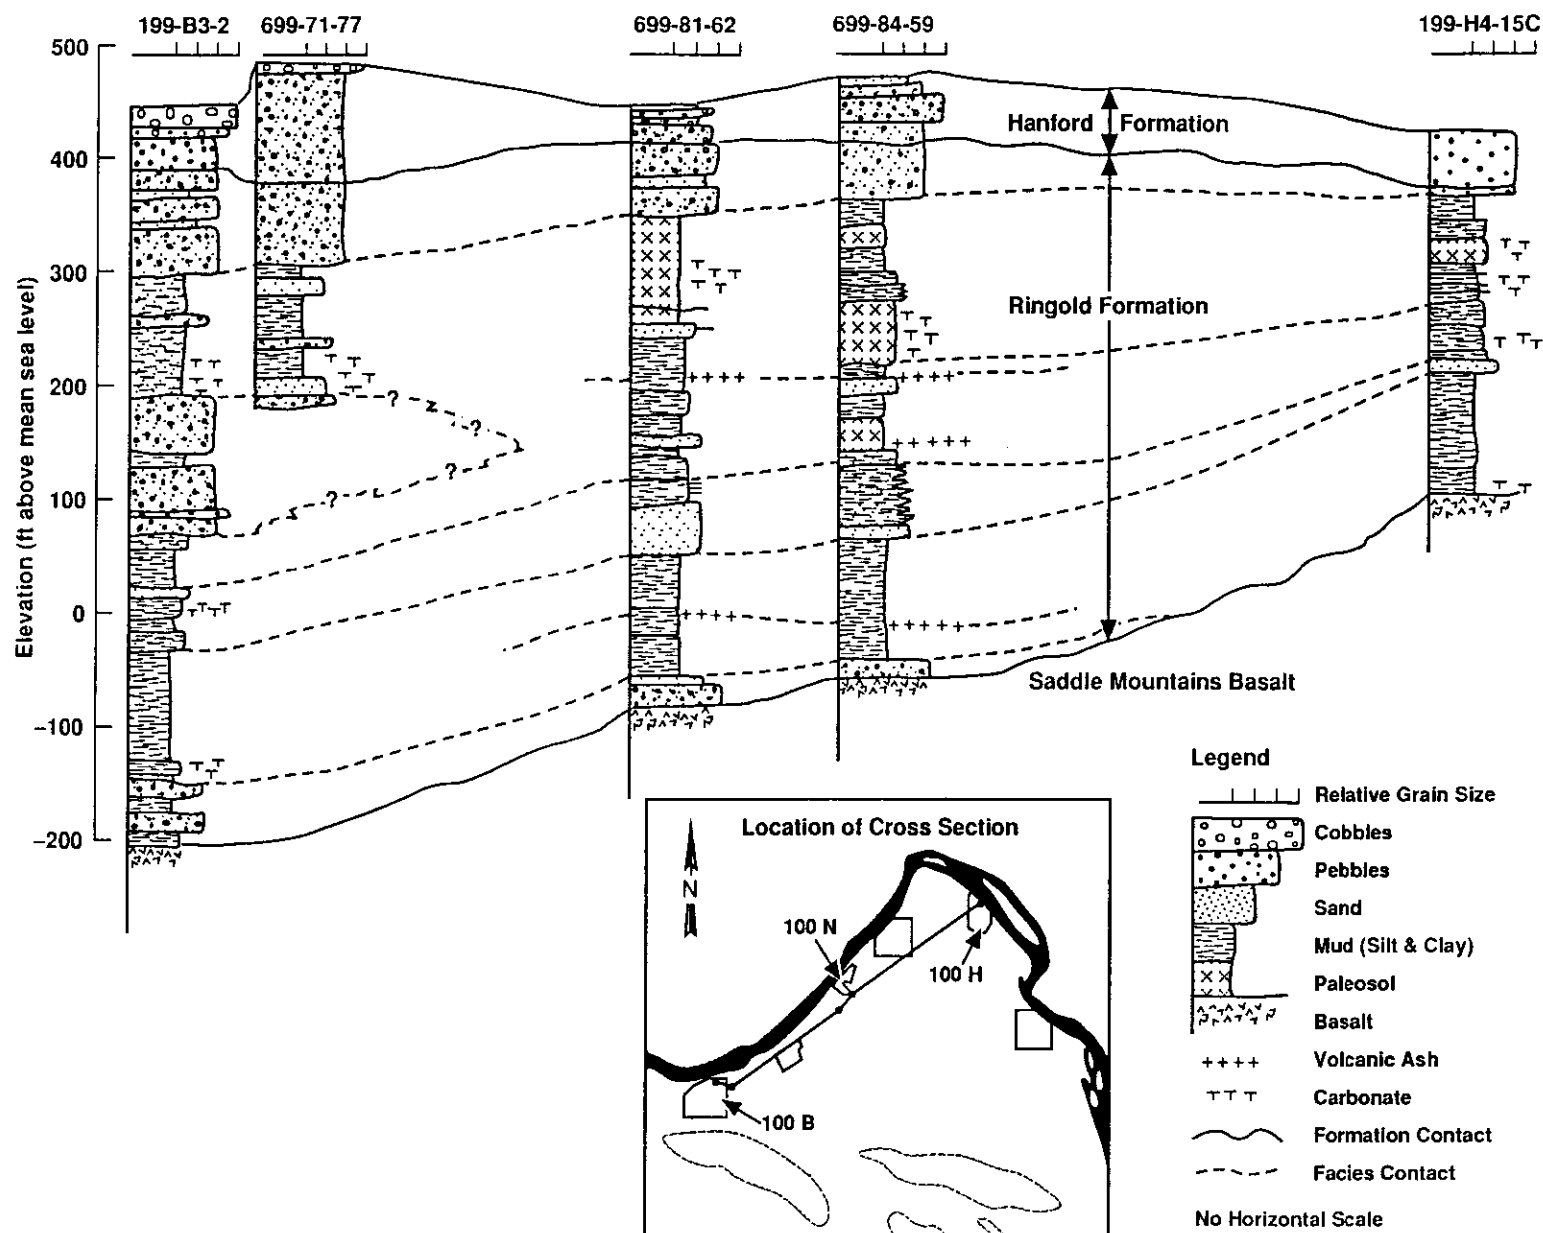 199-B3-2
699-71-77
699-81-62
699-84-59
199-H4-15C
Elevation (ft above mean sea level)
500
400
300
200
100
0
–100
–200
Hanford Formation
Ringold Formation
Saddle Mountains Basalt
?
?
?
?
Location of Cross Section
N
100 N
100 H
100 B
Legend
Relative Grain Size
Cobbles
Pebbles
Sand
Mud (Silt & Clay)
Paleosol
Basalt
Volcanic Ash
Carbonate
Formation Contact
Facies Contact
No Horizontal Scale